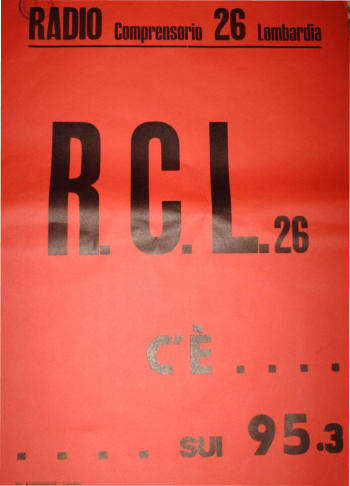 RADIO Comprensorio 26 Lombardia
R.C.L.26
C'È ....
.... SUI 95.3